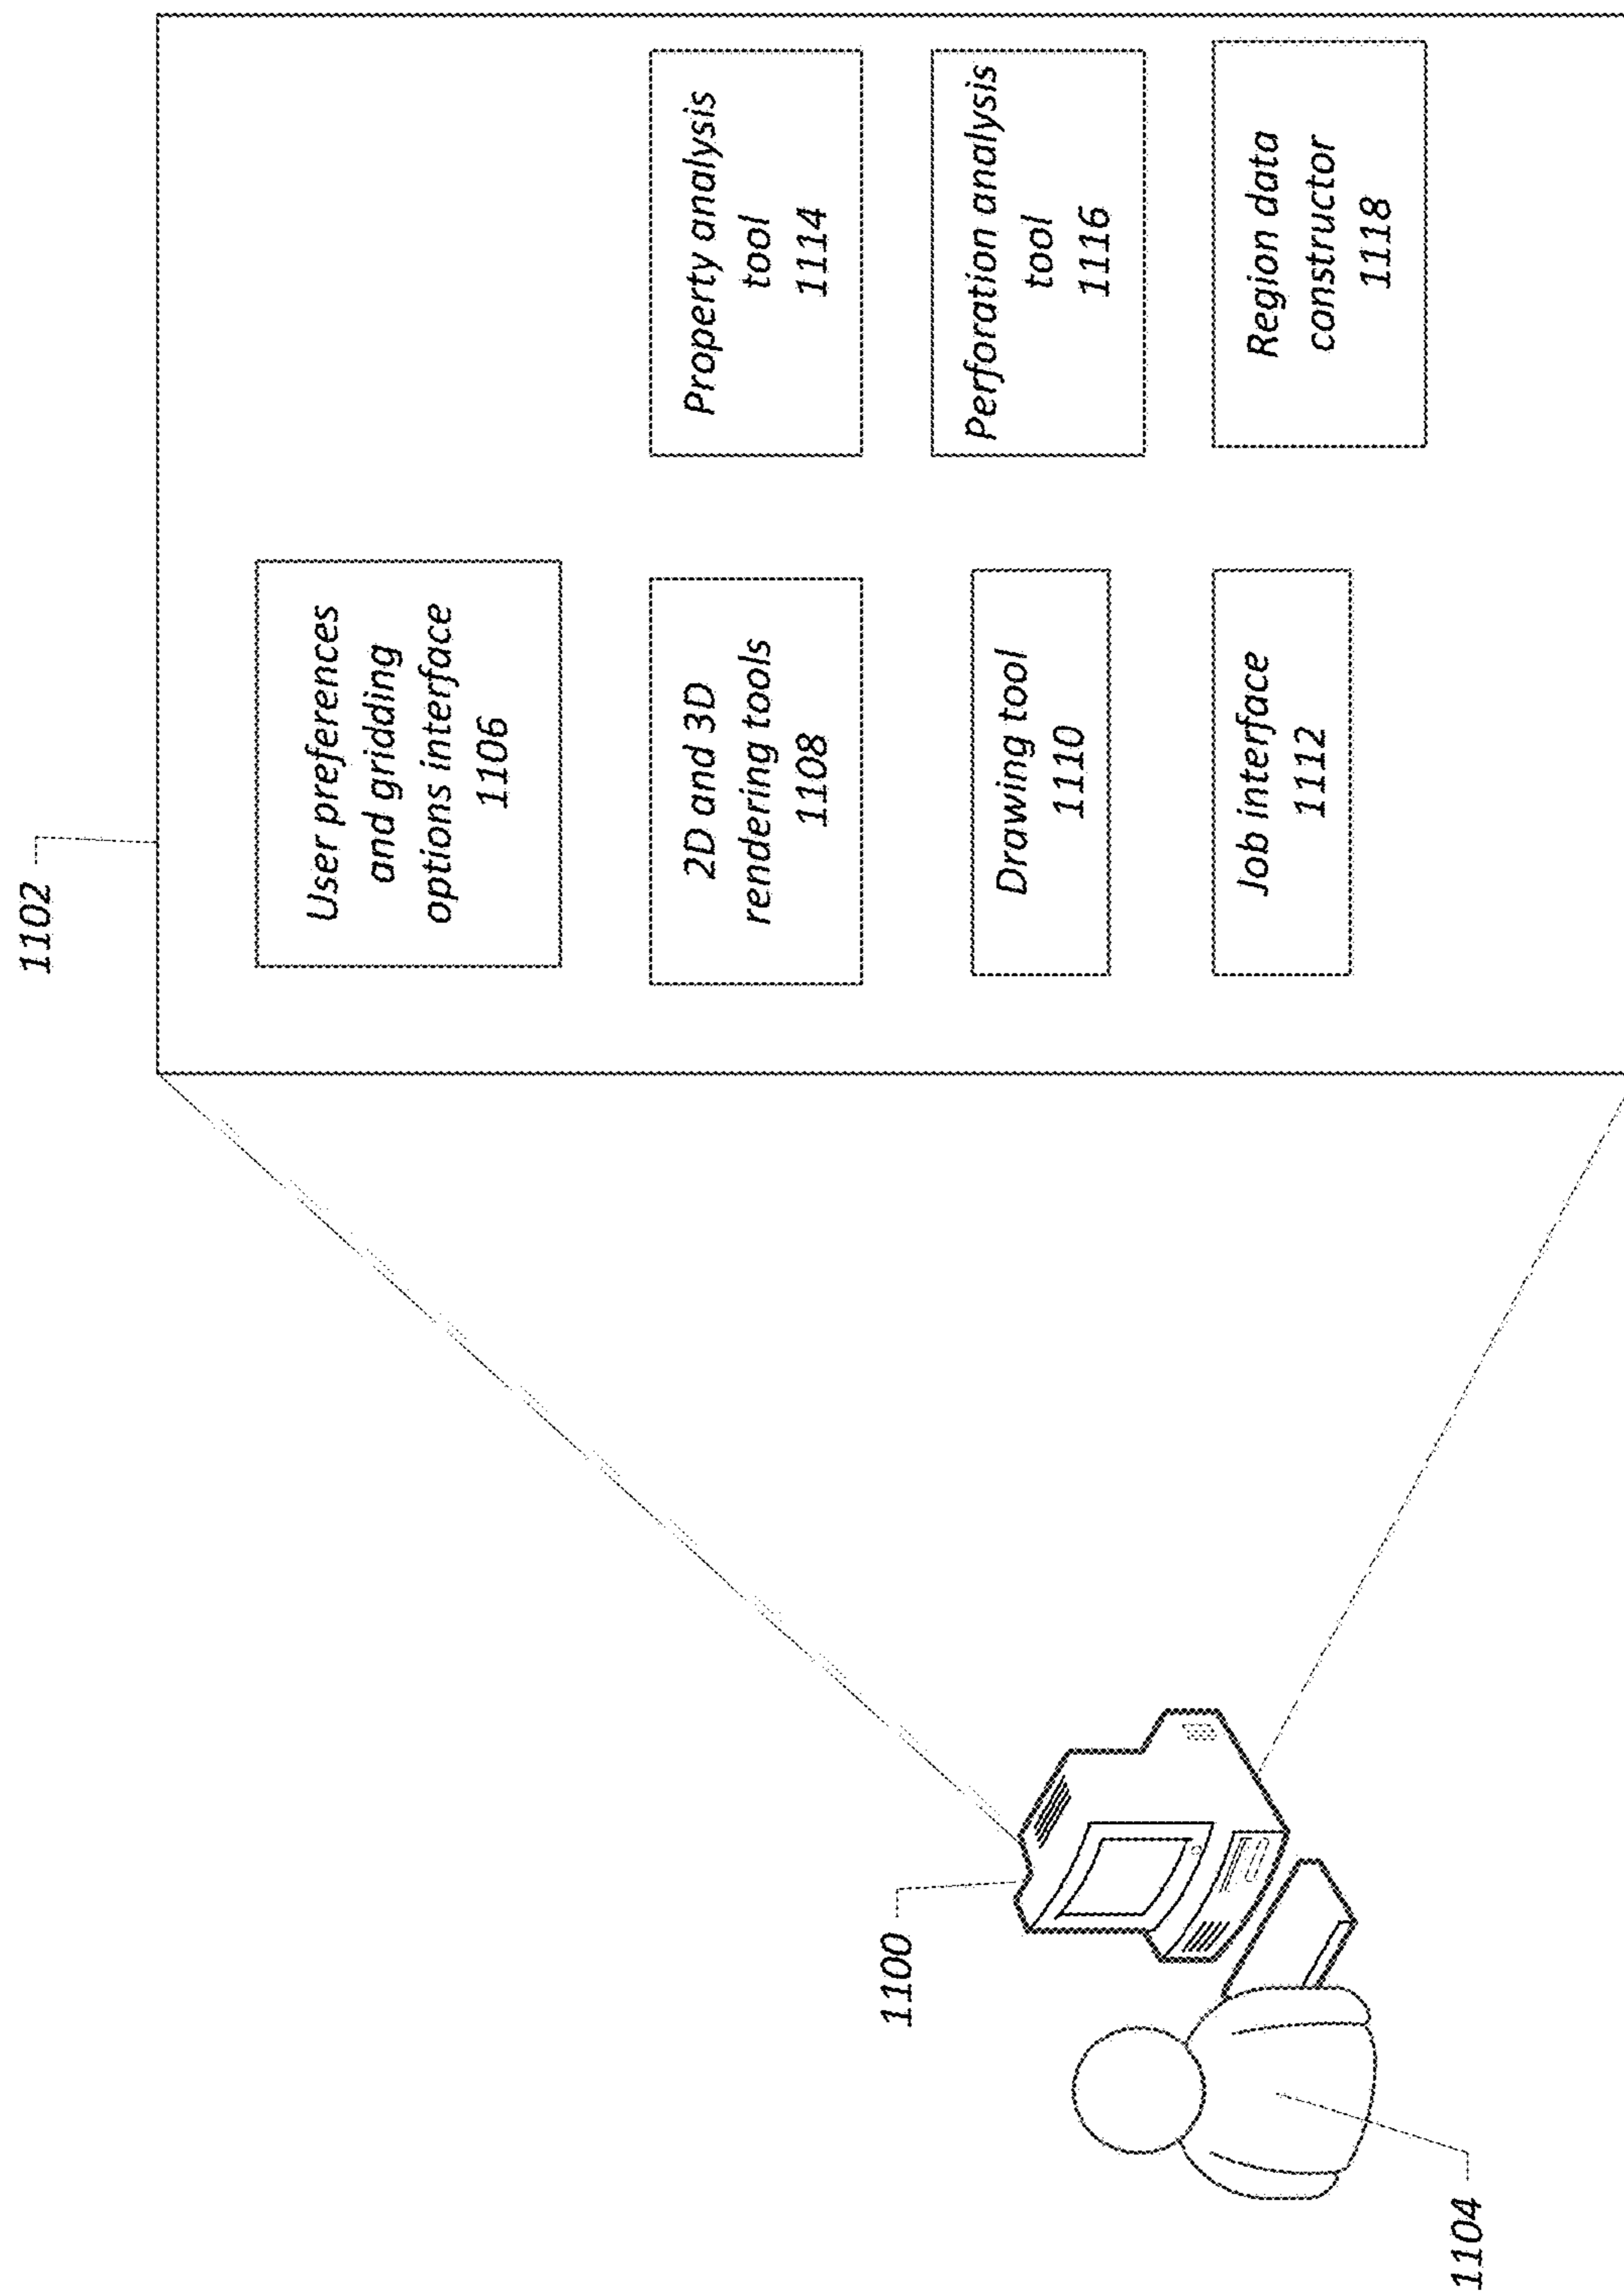 1102
User preferences
and gridding
options interface
1106
2D and 3D
rendering tools
1108
Property analysis
tool
1114
Drawing tool
1110
Perforation analysis
tool
1116
Job interface
1112
Region data
constructor
1118
1100
1104